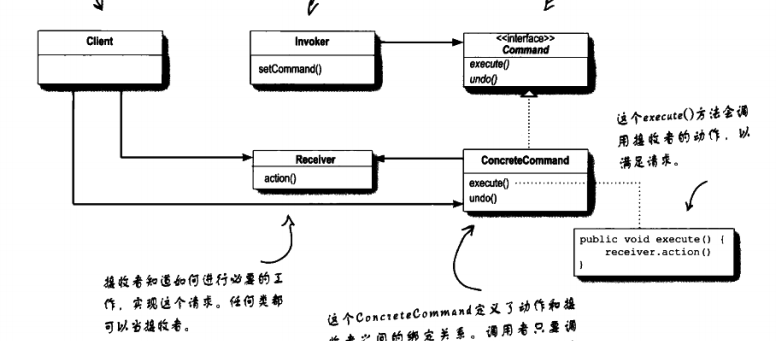 Client
Invoker
setCommand()
<<interface>>
Command
execute()
undo()
这个execute()方法会调
用接收者的动作，以
满足请求。
Receiver
action()
ConcreteCommand
execute()
undo()
public void execute() {
receiver.action()
}
接收者知道如何进行必要的工
作，实现这个请求。任何类都
可以当接收者。
这个ConcreteCommand定义了动作和接
收者之间的绑定关系。调用者只要调